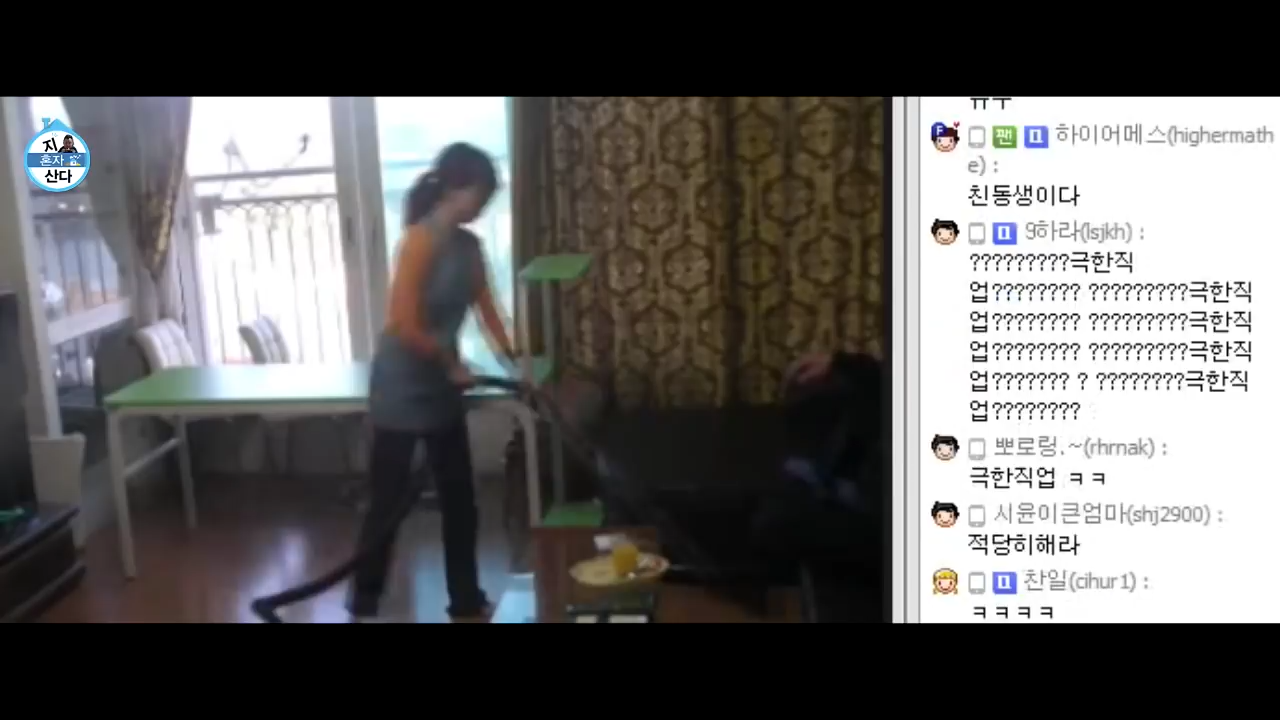 지
혼자
산다
팬 하이어메스(highermath
e) :
친동생이다
9하라(lsjkh) :
?????????극한직
업???????? ?????????극한직
업???????? ?????????극한직
업???????? ?????????극한직
업??????? ? ????????극한직
업????????
뽀로링.~(rhrnak) :
극한직업 ㅋㅋ
시윤이큰엄마(shj2900) :
적당히해라
찬일(cihur1) :
ㅋㅋㅋㅋ